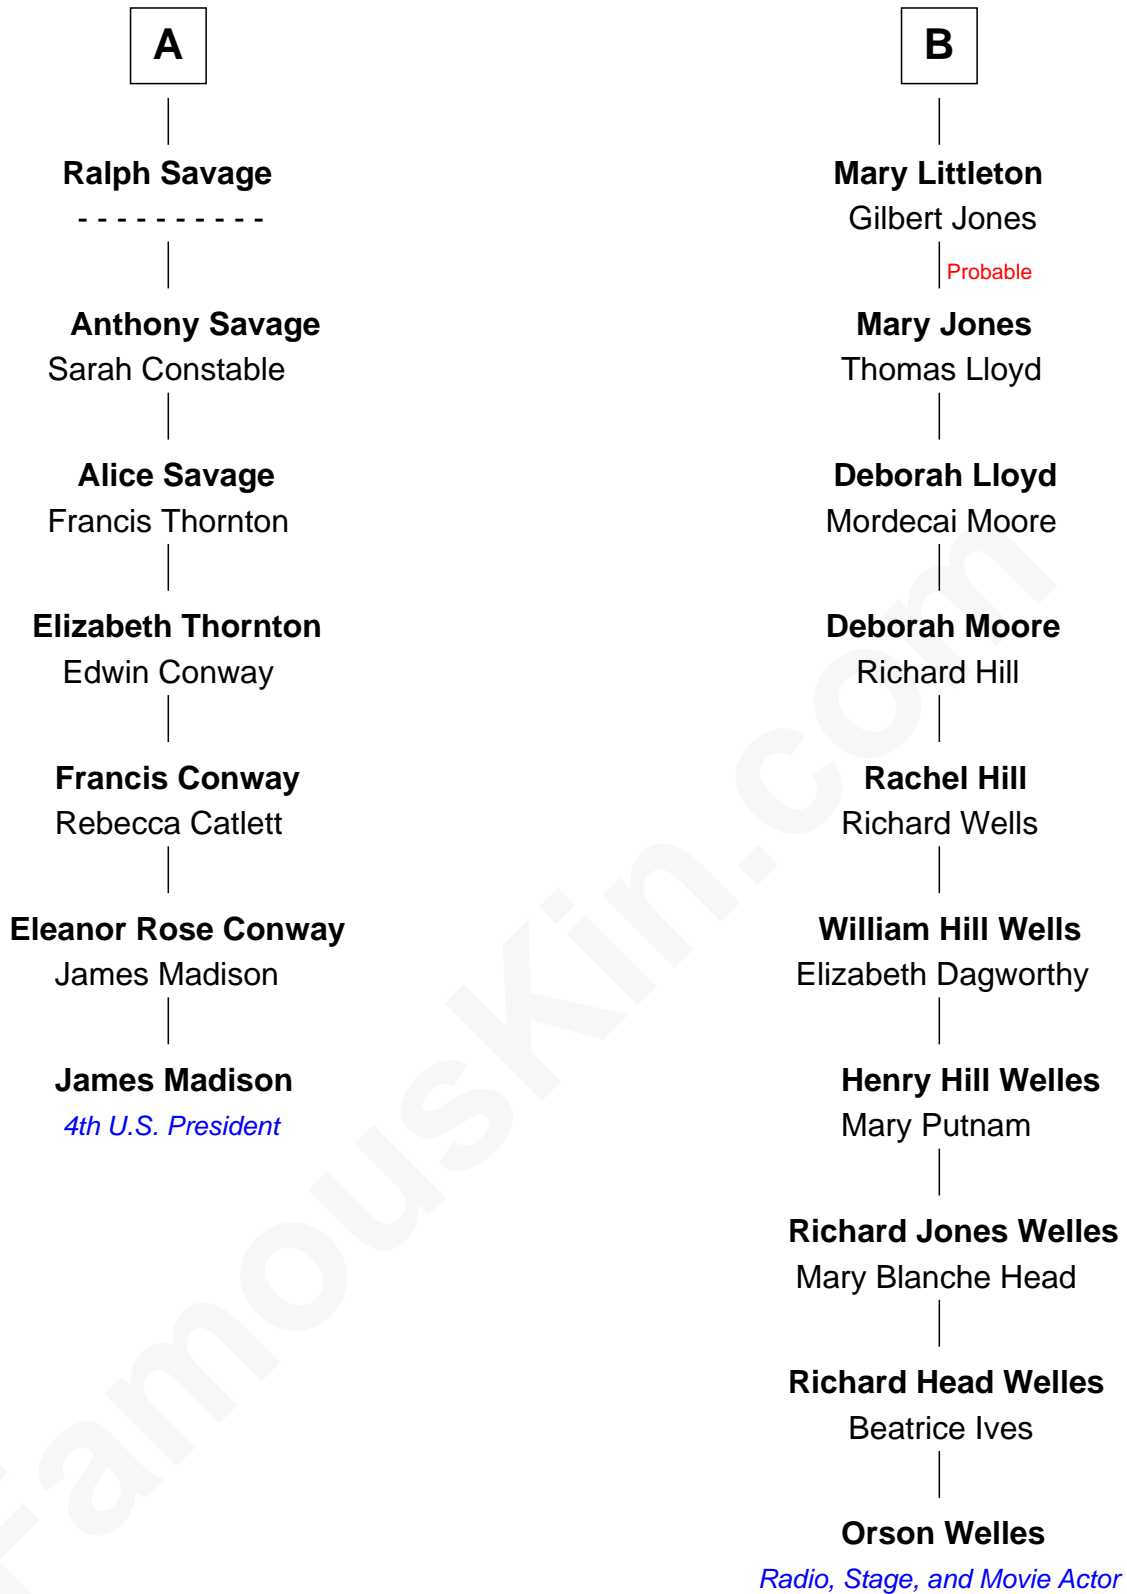 A
Ralph Savage
- - - - - - - - - -
Anthony Savage
Sarah Constable
Alice Savage
Francis Thornton
Elizabeth Thornton
Edwin Conway
Francis Conway
Rebecca Catlett
Eleanor Rose Conway
James Madison
James Madison
4th U.S. President
B
Mary Littleton
Gilbert Jones
Probable
Mary Jones
Thomas Lloyd
Deborah Lloyd
Mordecai Moore
Deborah Moore
Richard Hill
Rachel Hill
Richard Wells
William Hill Wells
Elizabeth Dagworthy
Henry Hill Welles
Mary Putnam
Richard Jones Welles
Mary Blanche Head
Richard Head Welles
Beatrice Ives
Orson Welles
Radio, Stage, and Movie Actor
FamousKin.com